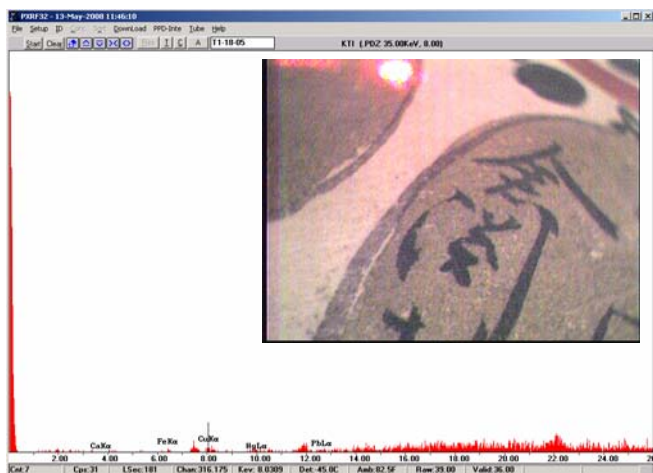 PXRF32 - 13-May-2008 11:46:10
File Setup ID DownLoad PPD-Inte Tube Help
Start Clear I C A T1-18-05 KTI (.PDZ 35.00KeV, 0.00)
CaKα FeKα CuKα HgLα PbLα
2.00 4.00 6.00 8.00 10.00 12.00 14.00 16.00 18.00 20.00 22.00 24.00 26
Cnt:7 Cps:31 LSec:181 Chan:316.175 Kev: 8.0309 Det:-45.0C Amb:82.5F Raw:39.00 Valid:36.00